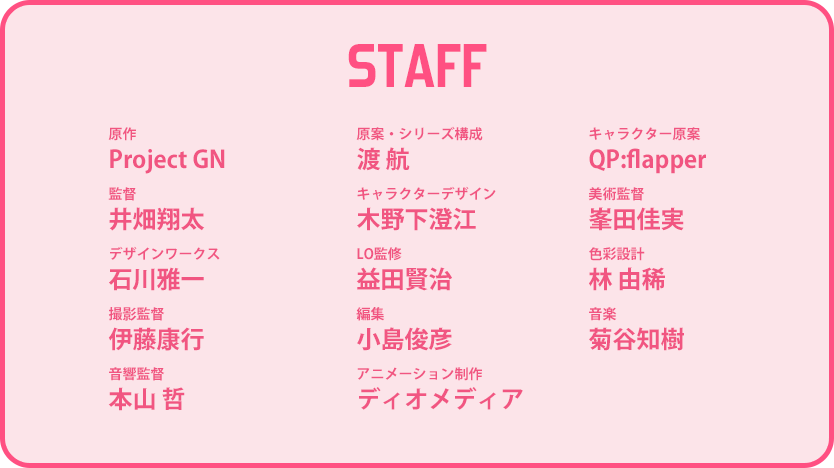 STAFF
原作
Project GN
原案・シリーズ構成
渡 航
キャラクター原案
QP:flapper
監督
井畑翔太
キャラクターデザイン
木野下澄江
美術監督
峯田佳実
デザインワークス
石川雅一
LO監修
益田賢治
色彩設計
林 由稀
撮影監督
伊藤康行
編集
小島俊彦
音楽
菊谷知樹
音響監督
本山 哲
アニメーション制作
ディオメディア